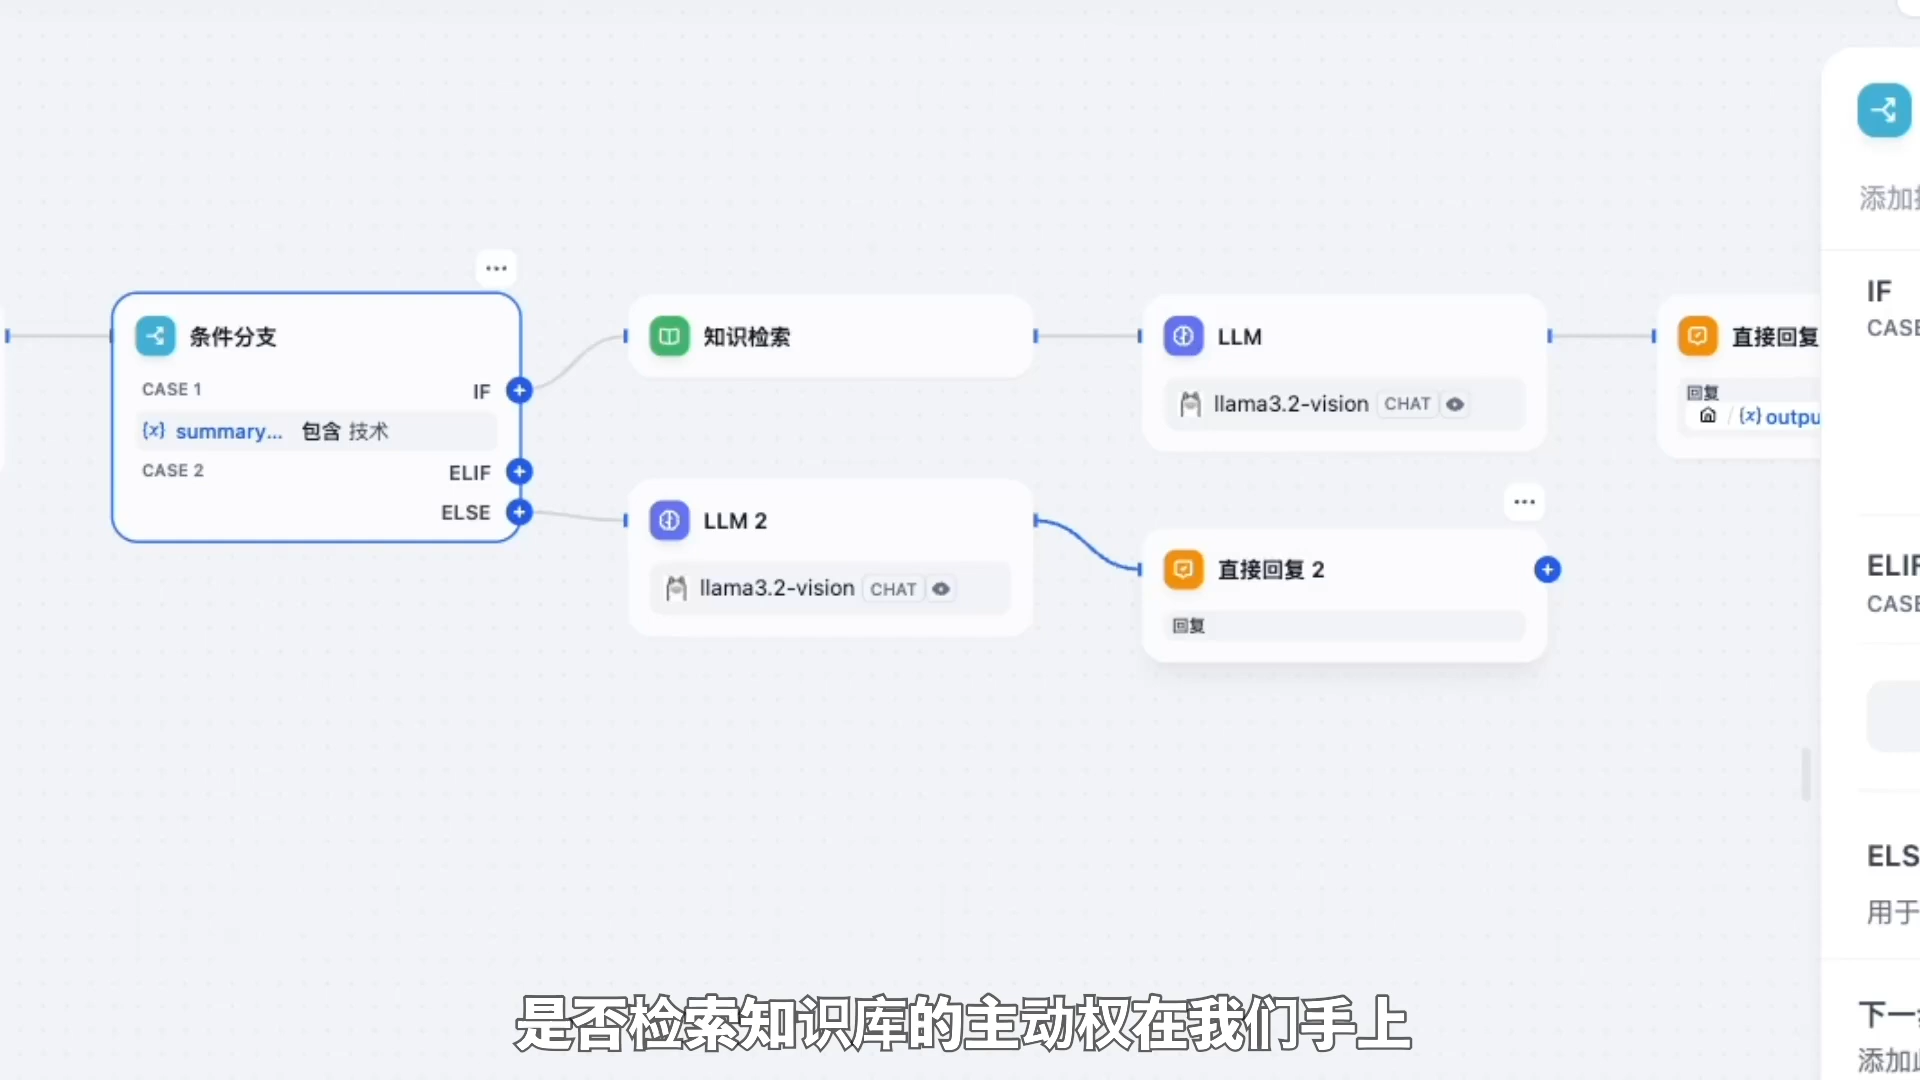 条件分支
CASE 1
IF
{x} summary... 包含 技术
CASE 2
ELIF
ELSE
知识检索
LLM
llama3.2-vision CHAT
直接回复
回复
/ {x} outpu
LLM 2
llama3.2-vision CHAT
直接回复 2
回复
添加
IF
CASE
ELIF
CASE
ELS
用于
下一
添加
是否检索知识库的主动权在我们手上